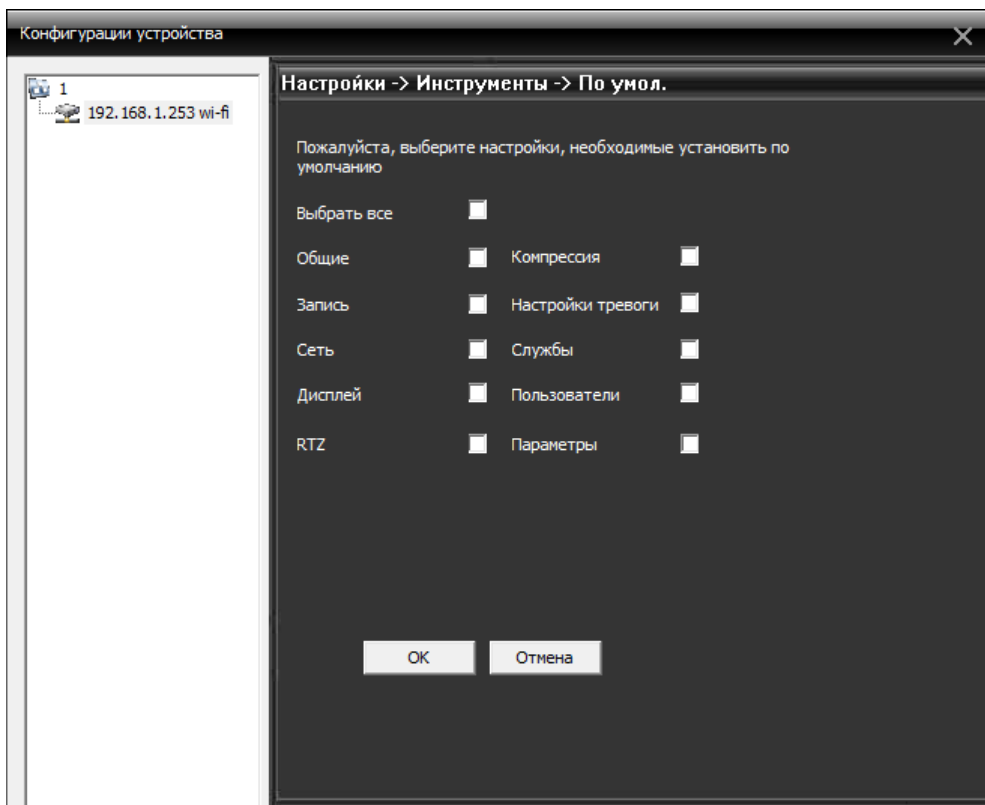 Конфигурации устройства
1
192.168.1.253 wi-fi
Настройки -> Инструменты -> По умол.
Пожалуйста, выберите настройки, необходимые установить по
умолчанию
Выбрать все
Общие Компрессия
Запись Настройки тревоги
Сеть Службы
Дисплей Пользователи
RTZ Параметры
OK Отмена